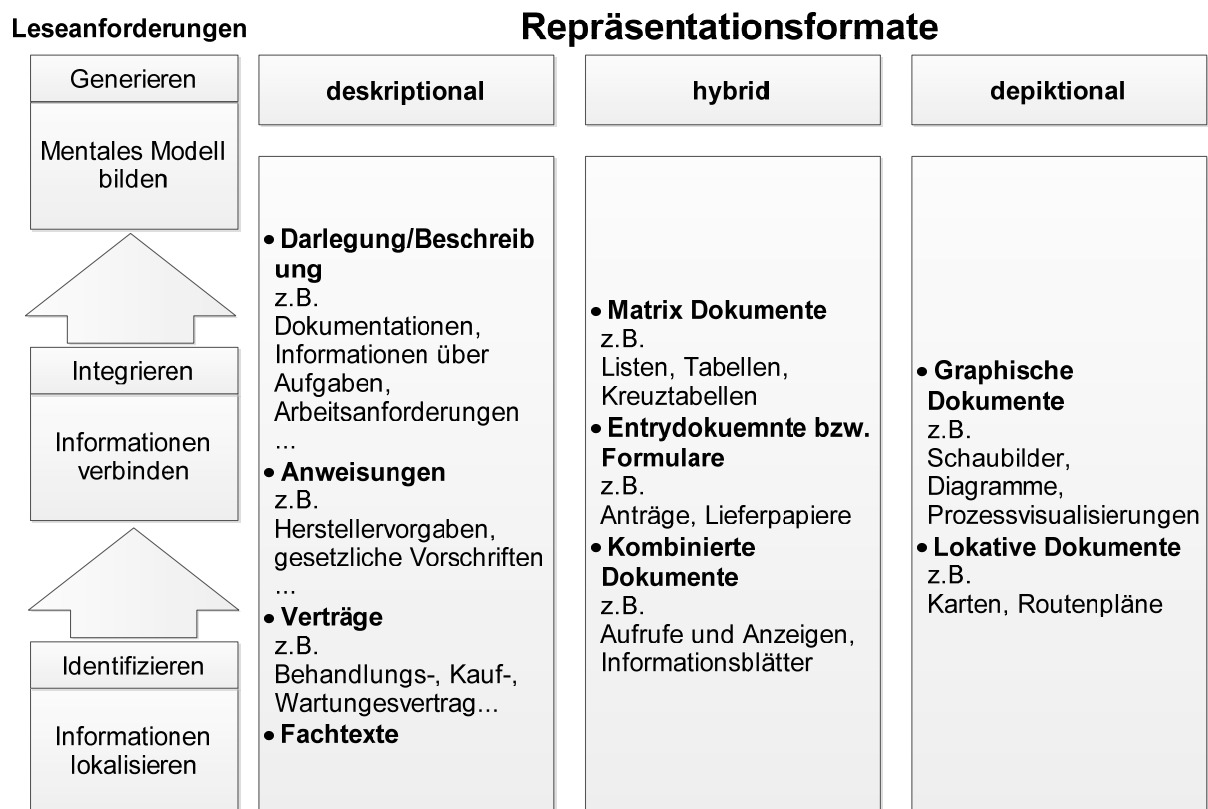 Leseanforderungen
Repräsentationsformate
Generieren
Mentales Modell
bilden
Integrieren
Informationen
verbinden
Identifizieren
Informationen
lokalisieren
deskriptional
• Darlegung/Beschreib
ung
z.B.
Dokumentationen,
Informationen über
Aufgaben,
Arbeitsanforderungen
...
• Anweisungen
z.B.
Herstellervorgaben,
gesetzliche Vorschriften
...
• Verträge
z.B.
Behandlungs-, Kauf-,
Wartungesvertrag...
• Fachtexte
hybrid
• Matrix Dokumente
z.B.
Listen, Tabellen,
Kreuztabellen
• Entrydokuemnte bzw.
Formulare
z.B.
Anträge, Lieferpapiere
• Kombinierte
Dokumente
z.B.
Aufrufe und Anzeigen,
Informationsblätter
depiktional
• Graphische
Dokumente
z.B.
Schaubilder,
Diagramme,
Prozessvisualisierungen
• Lokative Dokumente
z.B.
Karten, Routenpläne